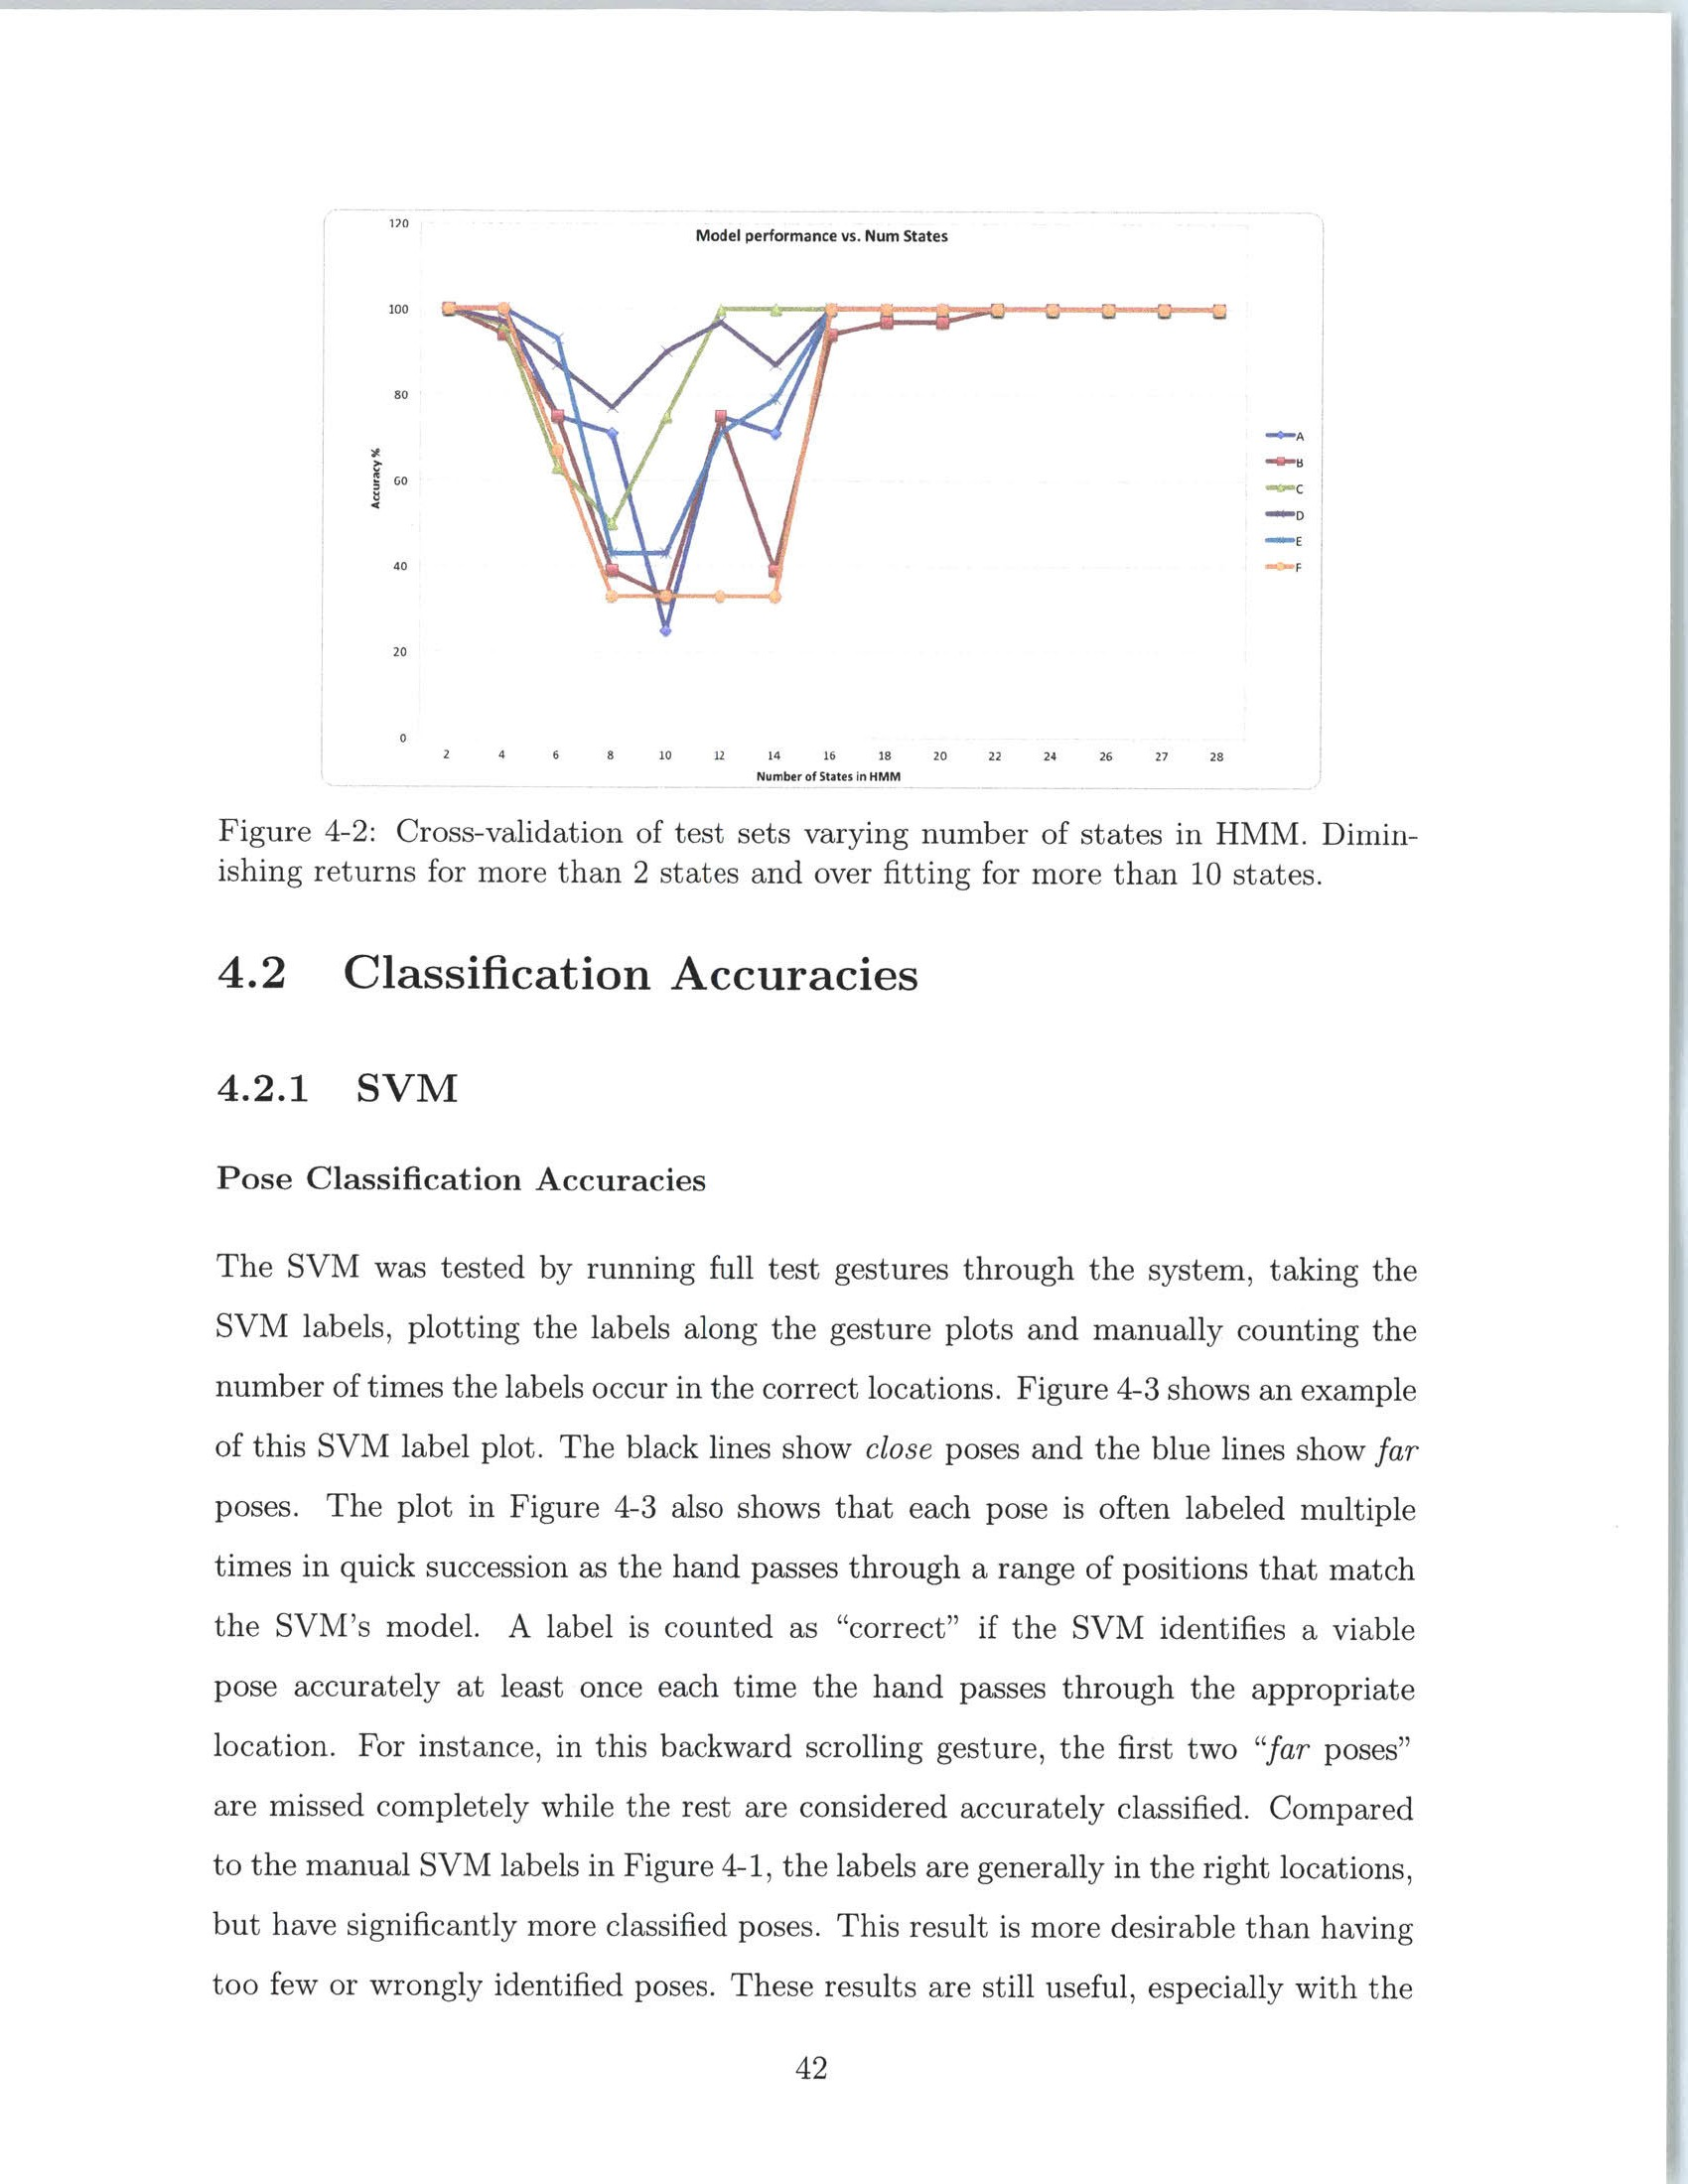 120
Model performance vs. Num States
100
80
60
40
20
0
Accuracy %
A
B
C
D
E
F
2 4 6 8 10 12 14 16 18 20 22 24 26 27 28
Number of States in HMM
Figure 4-2: Cross-validation of test sets varying number of states in HMM. Dimin-
ishing returns for more than 2 states and over fitting for more than 10 states.
4.2 Classification Accuracies
4.2.1 SVM
Pose Classification Accuracies
The SVM was tested by running full test gestures through the system, taking the
SVM labels, plotting the labels along the gesture plots and manually counting the
number of times the labels occur in the correct locations. Figure 4-3 shows an example
of this SVM label plot. The black lines show close poses and the blue lines show far
poses. The plot in Figure 4-3 also shows that each pose is often labeled multiple
times in quick succession as the hand passes through a range of positions that match
the SVM's model. A label is counted as “correct” if the SVM identifies a viable
pose accurately at least once each time the hand passes through the appropriate
location. For instance, in this backward scrolling gesture, the first two “far poses”
are missed completely while the rest are considered accurately classified. Compared
to the manual SVM labels in Figure 4-1, the labels are generally in the right locations,
but have significantly more classified poses. This result is more desirable than having
too few or wrongly identified poses. These results are still useful, especially with the
42